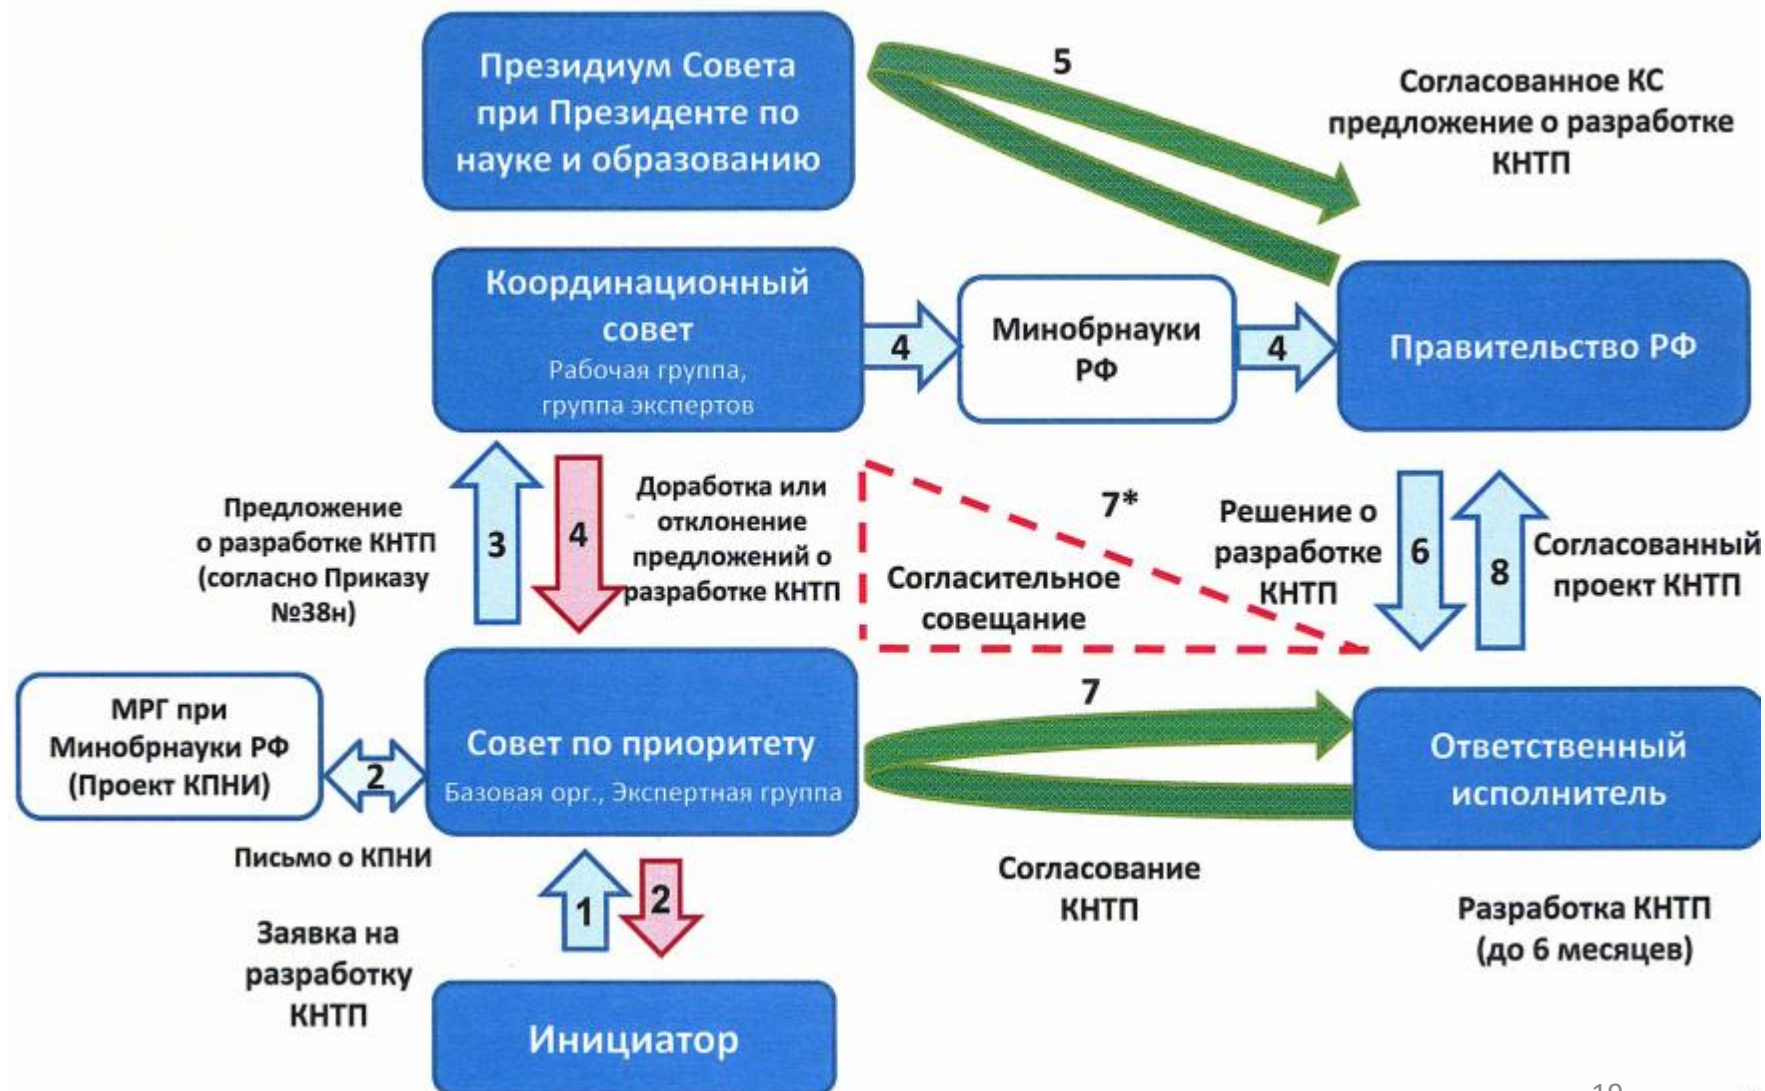 Президиум Совета
при Президенте по
науке и образованию
5
Согласованное КС
предложение о разработке
КНТП
Координационный
совет
Рабочая группа,
группа экспертов
4
Минобрнауки
РФ
4
Правительство РФ
Предложение
о разработке КНТП
(согласно Приказу
№38н)
3
4
Доработка или
отклонение
предложений о
разработке КНТП
7*
Согласительное
совещание
Решение о
разработке
КНТП
6
8
Согласованный
проект КНТП
МРГ при
Минобрнауки РФ
(Проект КПНИ)
2
Совет по приоритету
Базовая орг., Экспертная группа
7
Ответственный
исполнитель
Письмо о КПНИ
1
2
Согласование
КНТП
Разработка КНТП
(до 6 месяцев)
Заявка на
разработку
КНТП
Инициатор